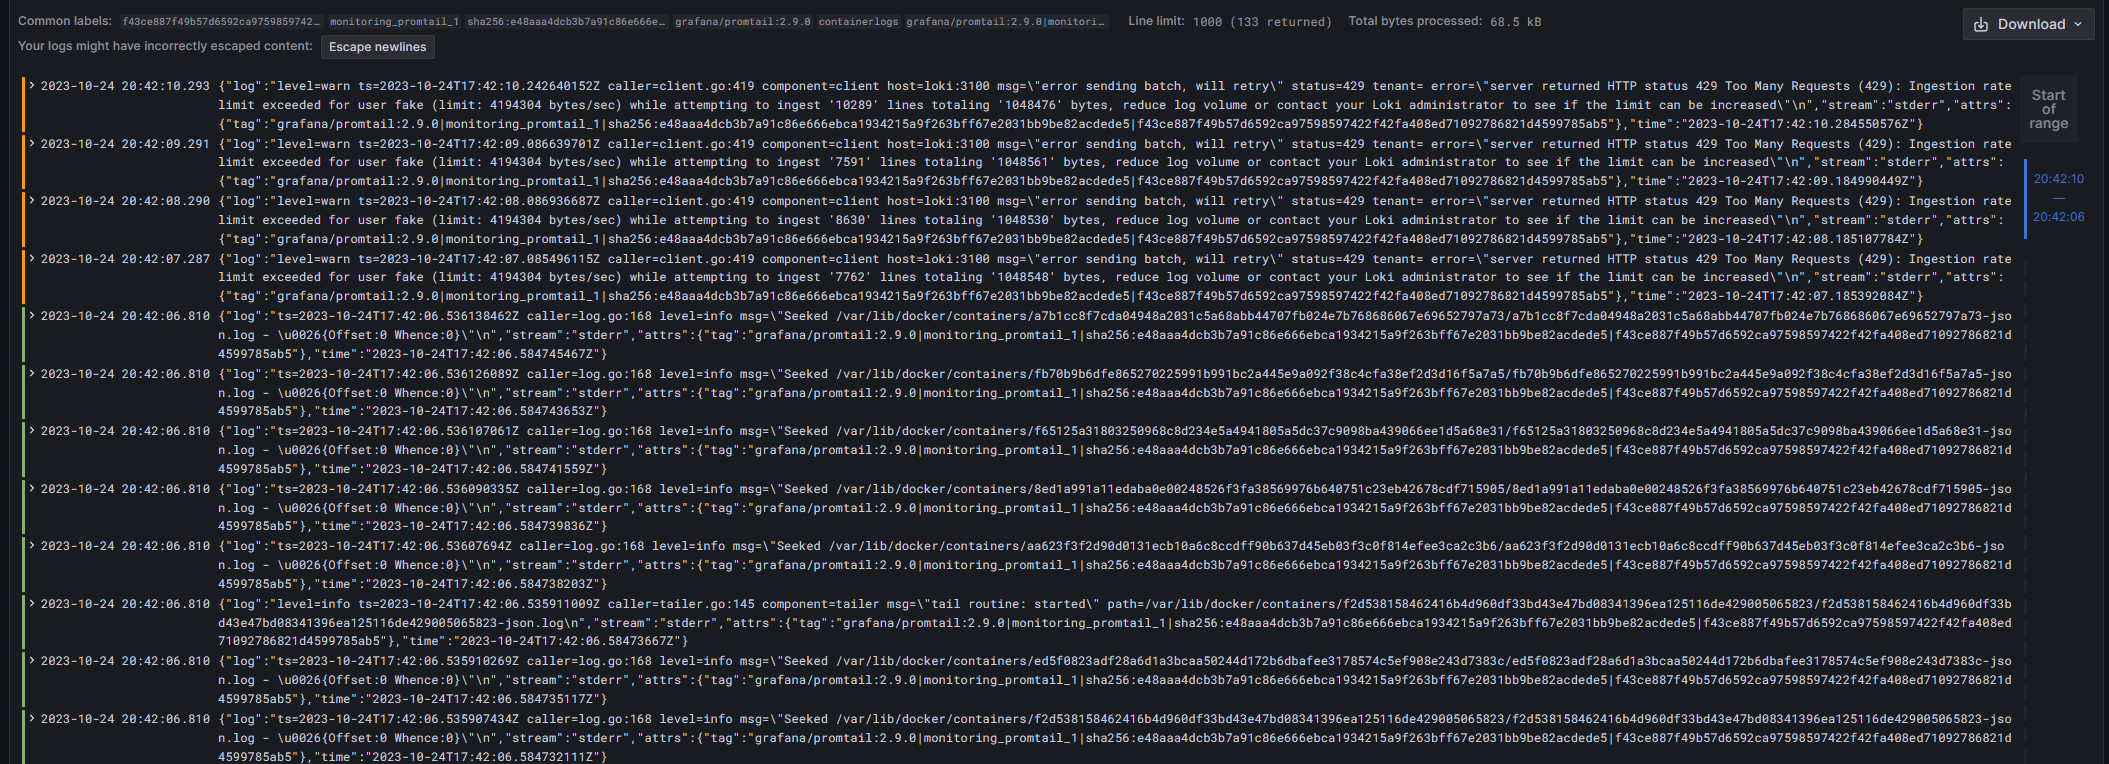 Common labels: f43ce887f49b57d6592ca9759859742… monitoring_promtail_1 sha256:e48aaa4dcb3b7a91c86e666e… grafana/promtail:2.9.0 containerlogs grafana/promtail:2.9.0|monitori… Line limit: 1000 (133 returned) Total bytes processed: 68.5 kB
Download
Your logs might have incorrectly escaped content: Escape newlines
2023-10-24 20:42:10.293 {"log":"level=warn ts=2023-10-24T17:42:10.242640152Z caller=client.go:419 component=client host=loki:3100 msg=\"error sending batch, will retry\" status=429 tenant= error=\"server returned HTTP status 429 Too Many Requests (429): Ingestion rate
limit exceeded for user fake (limit: 4194304 bytes/sec) while attempting to ingest '10289' lines totaling '1048476' bytes, reduce log volume or contact your Loki administrator to see if the limit can be increased\"\n","stream":"stderr","attrs":
{"tag":"grafana/promtail:2.9.0|monitoring_promtail_1|sha256:e48aaa4dcb3b7a91c86e666ebca1934215a9f263bff67e2031bb9be82acdede5|f43ce887f49b57d6592ca97598597422f42fa408ed71092786821d4599785ab5"},"time":"2023-10-24T17:42:10.284550576Z"}
2023-10-24 20:42:09.291 {"log":"level=warn ts=2023-10-24T17:42:09.086639701Z caller=client.go:419 component=client host=loki:3100 msg=\"error sending batch, will retry\" status=429 tenant= error=\"server returned HTTP status 429 Too Many Requests (429): Ingestion rate
limit exceeded for user fake (limit: 4194304 bytes/sec) while attempting to ingest '7591' lines totaling '1048561' bytes, reduce log volume or contact your Loki administrator to see if the limit can be increased\"\n","stream":"stderr","attrs":
{"tag":"grafana/promtail:2.9.0|monitoring_promtail_1|sha256:e48aaa4dcb3b7a91c86e666ebca1934215a9f263bff67e2031bb9be82acdede5|f43ce887f49b57d6592ca97598597422f42fa408ed71092786821d4599785ab5"},"time":"2023-10-24T17:42:09.184990449Z"}
2023-10-24 20:42:08.290 {"log":"level=warn ts=2023-10-24T17:42:08.086936687Z caller=client.go:419 component=client host=loki:3100 msg=\"error sending batch, will retry\" status=429 tenant= error=\"server returned HTTP status 429 Too Many Requests (429): Ingestion rate
limit exceeded for user fake (limit: 4194304 bytes/sec) while attempting to ingest '8630' lines totaling '1048530' bytes, reduce log volume or contact your Loki administrator to see if the limit can be increased\"\n","stream":"stderr","attrs":
{"tag":"grafana/promtail:2.9.0|monitoring_promtail_1|sha256:e48aaa4dcb3b7a91c86e666ebca1934215a9f263bff67e2031bb9be82acdede5|f43ce887f49b57d6592ca97598597422f42fa408ed71092786821d4599785ab5"},"time":"2023-10-24T17:42:08.185107784Z"}
2023-10-24 20:42:07.287 {"log":"level=warn ts=2023-10-24T17:42:07.085496115Z caller=client.go:419 component=client host=loki:3100 msg=\"error sending batch, will retry\" status=429 tenant= error=\"server returned HTTP status 429 Too Many Requests (429): Ingestion rate
limit exceeded for user fake (limit: 4194304 bytes/sec) while attempting to ingest '7762' lines totaling '1048548' bytes, reduce log volume or contact your Loki administrator to see if the limit can be increased\"\n","stream":"stderr","attrs":
{"tag":"grafana/promtail:2.9.0|monitoring_promtail_1|sha256:e48aaa4dcb3b7a91c86e666ebca1934215a9f263bff67e2031bb9be82acdede5|f43ce887f49b57d6592ca97598597422f42fa408ed71092786821d4599785ab5"},"time":"2023-10-24T17:42:07.185392084Z"}
2023-10-24 20:42:06.810 {"log":"ts=2023-10-24T17:42:06.536138462Z caller=log.go:168 level=info msg=\"Seeked /var/lib/docker/containers/a7b1cc8f7cda04948a2031c5a68abb44707fb024e7b768686067e69652797a73/a7b1cc8f7cda04948a2031c5a68abb44707fb024e7b768686067e69652797a73-jso
n.log - \u0026{Offset:0 Whence:0}\"\n","stream":"stderr","attrs":{"tag":"grafana/promtail:2.9.0|monitoring_promtail_1|sha256:e48aaa4dcb3b7a91c86e666ebca1934215a9f263bff67e2031bb9be82acdede5|f43ce887f49b57d6592ca97598597422f42fa408ed71092786821d
4599785ab5"},"time":"2023-10-24T17:42:06.584745467Z"}
2023-10-24 20:42:06.810 {"log":"ts=2023-10-24T17:42:06.536126089Z caller=log.go:168 level=info msg=\"Seeked /var/lib/docker/containers/fb70b9b6dfe865270225991b991bc2a445e9a092f38c4cfa38ef2d3d16f5a7a5/fb70b9b6dfe865270225991b991bc2a445e9a092f38c4cfa38ef2d3d16f5a7a5-jso
n.log - \u0026{Offset:0 Whence:0}\"\n","stream":"stderr","attrs":{"tag":"grafana/promtail:2.9.0|monitoring_promtail_1|sha256:e48aaa4dcb3b7a91c86e666ebca1934215a9f263bff67e2031bb9be82acdede5|f43ce887f49b57d6592ca97598597422f42fa408ed71092786821d
4599785ab5"},"time":"2023-10-24T17:42:06.584743653Z"}
2023-10-24 20:42:06.810 {"log":"ts=2023-10-24T17:42:06.536107061Z caller=log.go:168 level=info msg=\"Seeked /var/lib/docker/containers/f65125a31803250968c8d234e5a4941805a5dc37c9098ba439066ee1d5a68e31/f65125a31803250968c8d234e5a4941805a5dc37c9098ba439066ee1d5a68e31-jso
n.log - \u0026{Offset:0 Whence:0}\"\n","stream":"stderr","attrs":{"tag":"grafana/promtail:2.9.0|monitoring_promtail_1|sha256:e48aaa4dcb3b7a91c86e666ebca1934215a9f263bff67e2031bb9be82acdede5|f43ce887f49b57d6592ca97598597422f42fa408ed71092786821d
4599785ab5"},"time":"2023-10-24T17:42:06.584741559Z"}
2023-10-24 20:42:06.810 {"log":"ts=2023-10-24T17:42:06.536090335Z caller=log.go:168 level=info msg=\"Seeked /var/lib/docker/containers/8ed1a991a11edaba0e00248526f3fa38569976b640751c23eb42678cdf715905/8ed1a991a11edaba0e00248526f3fa38569976b640751c23eb42678cdf715905-jso
n.log - \u0026{Offset:0 Whence:0}\"\n","stream":"stderr","attrs":{"tag":"grafana/promtail:2.9.0|monitoring_promtail_1|sha256:e48aaa4dcb3b7a91c86e666ebca1934215a9f263bff67e2031bb9be82acdede5|f43ce887f49b57d6592ca97598597422f42fa408ed71092786821d
4599785ab5"},"time":"2023-10-24T17:42:06.584739836Z"}
2023-10-24 20:42:06.810 {"log":"ts=2023-10-24T17:42:06.53607694Z caller=log.go:168 level=info msg=\"Seeked /var/lib/docker/containers/aa623f3f2d90d0131ecb10a6c8ccdff90b637d45eb03f3c0f814efee3ca2c3b6/aa623f3f2d90d0131ecb10a6c8ccdff90b637d45eb03f3c0f814efee3ca2c3b6-jso
n.log - \u0026{Offset:0 Whence:0}\"\n","stream":"stderr","attrs":{"tag":"grafana/promtail:2.9.0|monitoring_promtail_1|sha256:e48aaa4dcb3b7a91c86e666ebca1934215a9f263bff67e2031bb9be82acdede5|f43ce887f49b57d6592ca97598597422f42fa408ed71092786821d
4599785ab5"},"time":"2023-10-24T17:42:06.584738203Z"}
2023-10-24 20:42:06.810 {"log":"level=info ts=2023-10-24T17:42:06.535911009Z caller=tailer.go:145 component=tailer msg=\"tail routine: started\" path=/var/lib/docker/containers/f2d538158462416b4d960df33bd43e47bd08341396ea125116de429005065823/f2d538158462416b4d960df33b
d43e47bd08341396ea125116de429005065823-json.log\n","stream":"stderr","attrs":{"tag":"grafana/promtail:2.9.0|monitoring_promtail_1|sha256:e48aaa4dcb3b7a91c86e666ebca1934215a9f263bff67e2031bb9be82acdede5|f43ce887f49b57d6592ca97598597422f42fa408ed
71092786821d4599785ab5"},"time":"2023-10-24T17:42:06.58473667Z"}
2023-10-24 20:42:06.810 {"log":"ts=2023-10-24T17:42:06.535910269Z caller=log.go:168 level=info msg=\"Seeked /var/lib/docker/containers/ed5f0823adf28a6d1a3bcaa50244d172b6dbafee3178574c5ef908e243d7383c/ed5f0823adf28a6d1a3bcaa50244d172b6dbafee3178574c5ef908e243d7383c-jso
n.log - \u0026{Offset:0 Whence:0}\"\n","stream":"stderr","attrs":{"tag":"grafana/promtail:2.9.0|monitoring_promtail_1|sha256:e48aaa4dcb3b7a91c86e666ebca1934215a9f263bff67e2031bb9be82acdede5|f43ce887f49b57d6592ca97598597422f42fa408ed71092786821d
4599785ab5"},"time":"2023-10-24T17:42:06.584735117Z"}
2023-10-24 20:42:06.810 {"log":"ts=2023-10-24T17:42:06.535907434Z caller=log.go:168 level=info msg=\"Seeked /var/lib/docker/containers/f2d538158462416b4d960df33bd43e47bd08341396ea125116de429005065823/f2d538158462416b4d960df33bd43e47bd08341396ea125116de429005065823-jso
n.log - \u0026{Offset:0 Whence:0}\"\n","stream":"stderr","attrs":{"tag":"grafana/promtail:2.9.0|monitoring_promtail_1|sha256:e48aaa4dcb3b7a91c86e666ebca1934215a9f263bff67e2031bb9be82acdede5|f43ce887f49b57d6592ca97598597422f42fa408ed71092786821d
4599785ab5"},"time":"2023-10-24T17:42:06.584732111Z"}
Start
of
range
20:42:10
—
20:42:06